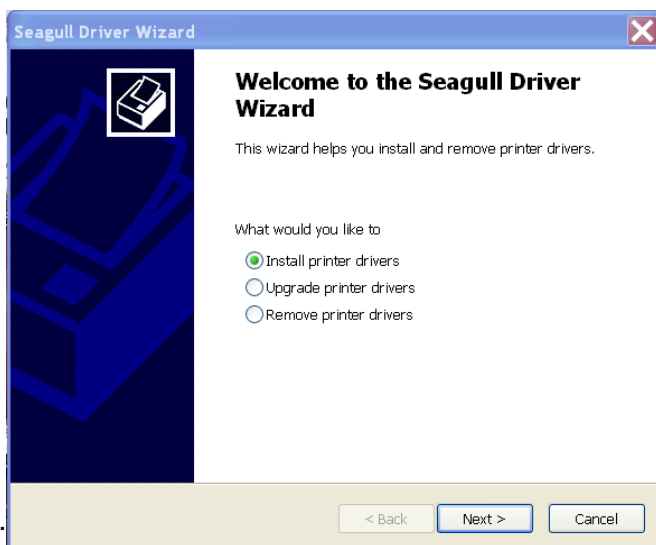 Seagull Driver Wizard
Welcome to the Seagull Driver
Wizard
This wizard helps you install and remove printer drivers.
What would you like to
Install printer drivers
Upgrade printer drivers
Remove printer drivers
< Back Next > Cancel
.